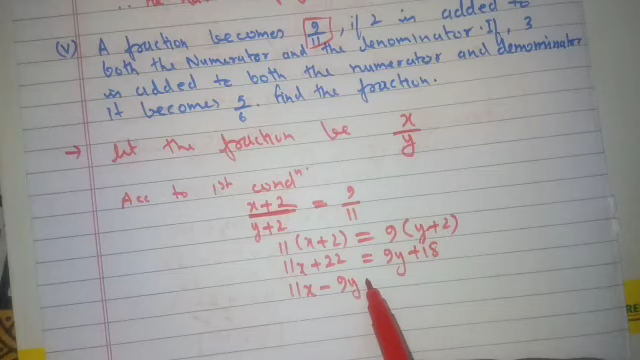 (v) A fraction becomes 9/11, if 2 is added to
both the Numerator and the denominator. If, 3
is added to both the numerator and denominator
it becomes 5/6. find the fraction.
→ let the fraction be x/y
Acc to 1st condⁿ
x+2/y+2 = 9/11
11(x+2) = 9(y+2)
11x+22 = 9y+18
11x - 9y